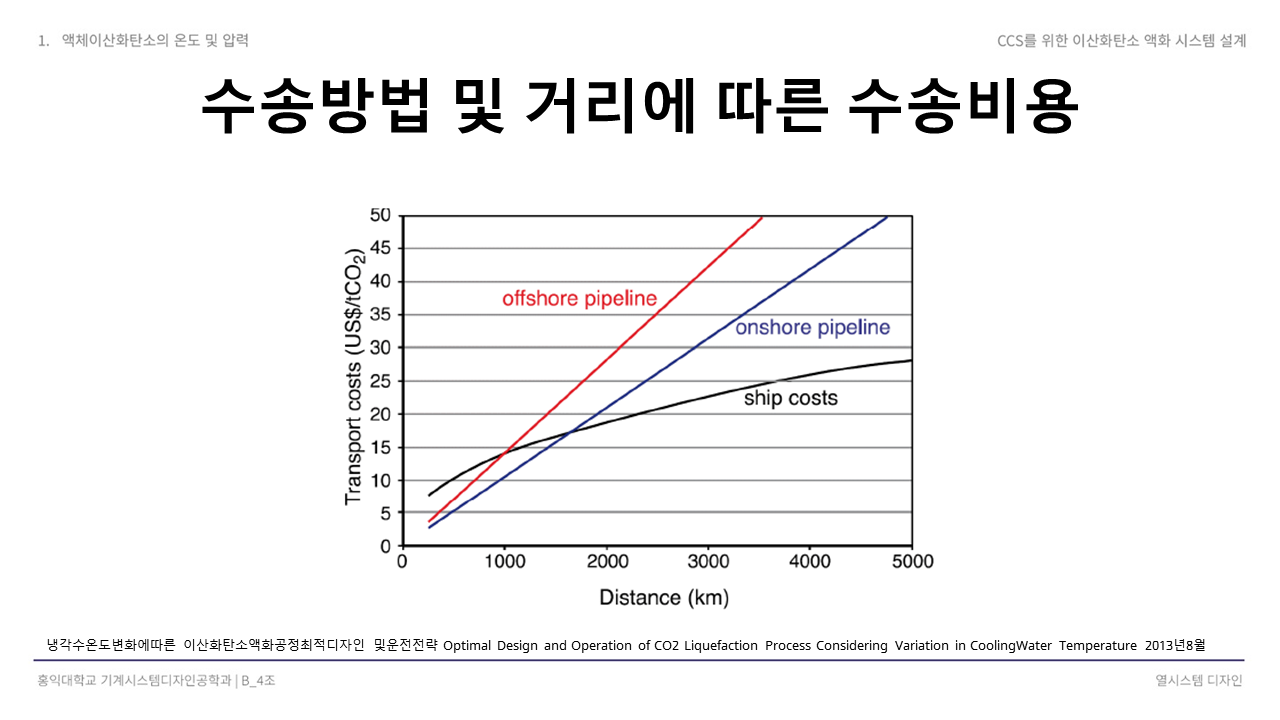 1. 액체이산화탄소의 온도 및 압력
CCS를 위한 이산화탄소 액화 시스템 설계
수송방법 및 거리에 따른 수송비용
Transport costs (US$/tCO₂)
50
45
40
35
30
25
20
15
10
5
0
offshore pipeline
onshore pipeline
ship costs
0 1000 2000 3000 4000 5000
Distance (km)
냉각수온도변화에따른 이산화탄소액화공정최적디자인 및운전전략 Optimal Design and Operation of CO2 Liquefaction Process Considering Variation in CoolingWater Temperature 2013년8월
홍익대학교 기계시스템디자인공학과 | B_4조
열시스템 디자인